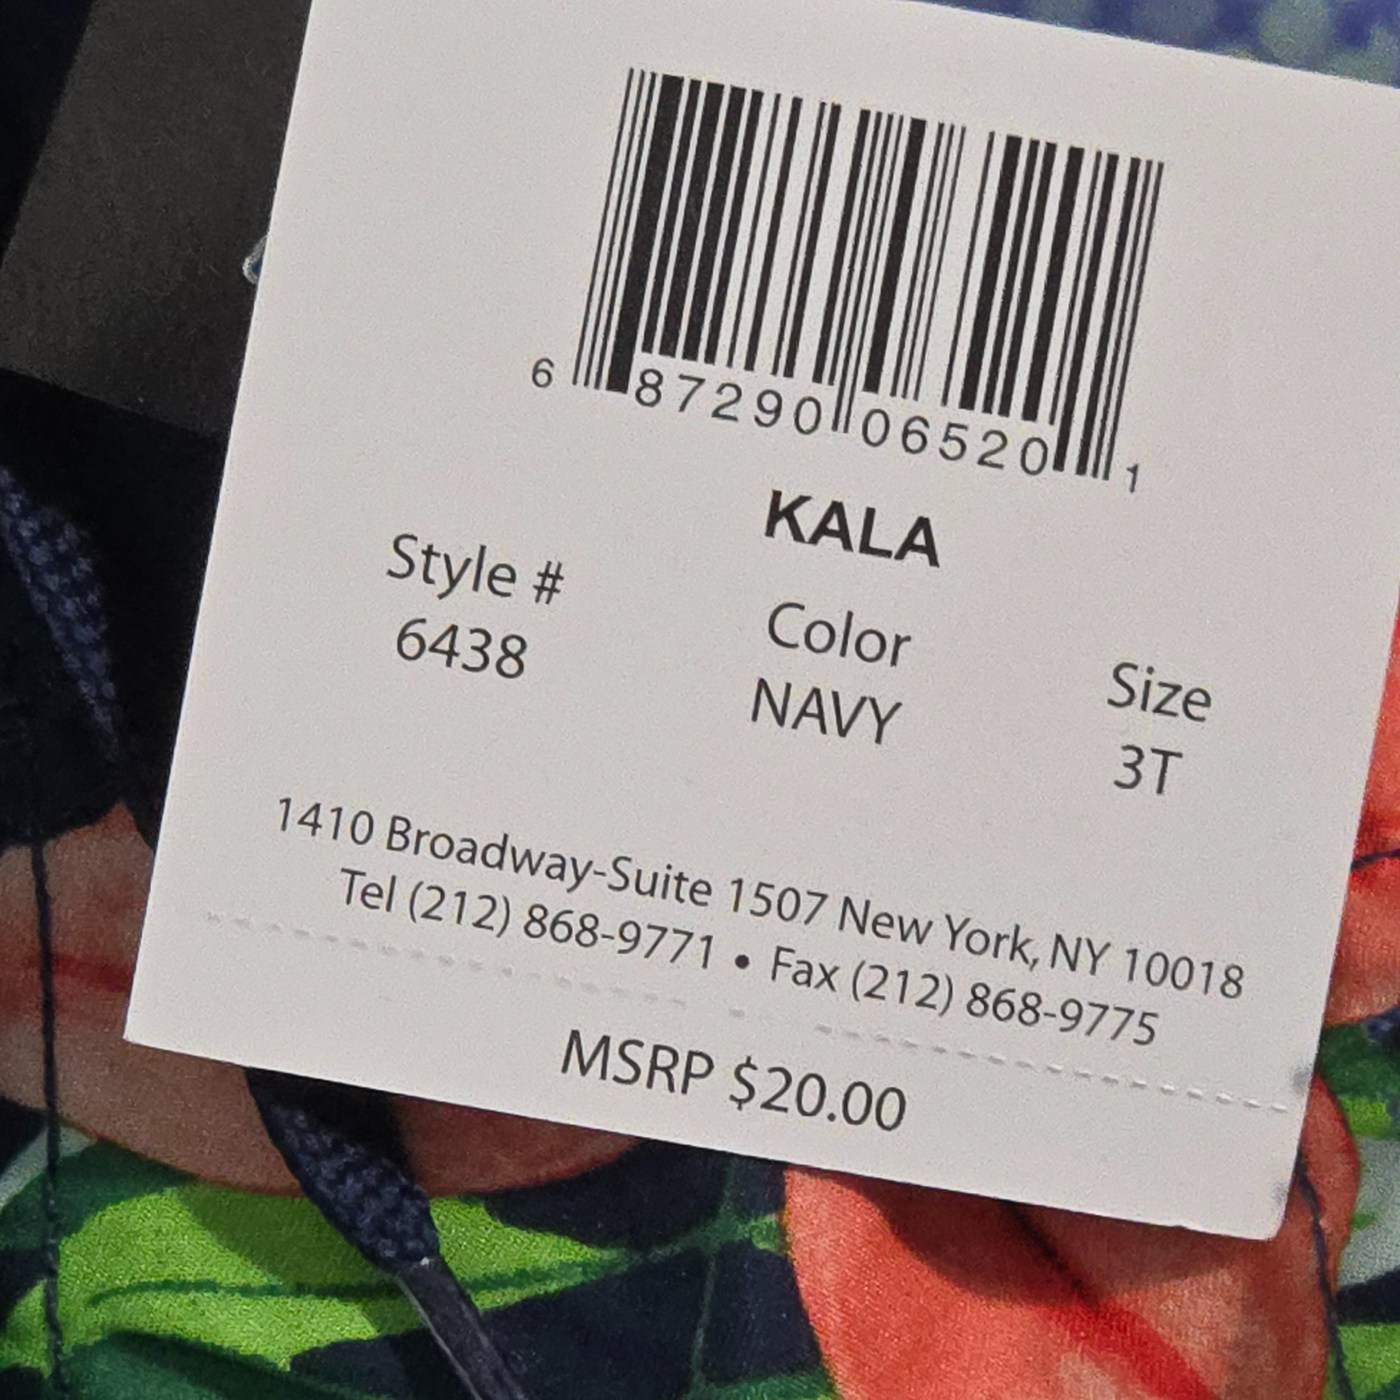 6 87290 06520 1
KALA
Style # Color Size
6438 NAVY 3T
1410 Broadway-Suite 1507 New York, NY 10018
Tel (212) 868-9771 • Fax (212) 868-9775
MSRP $20.00